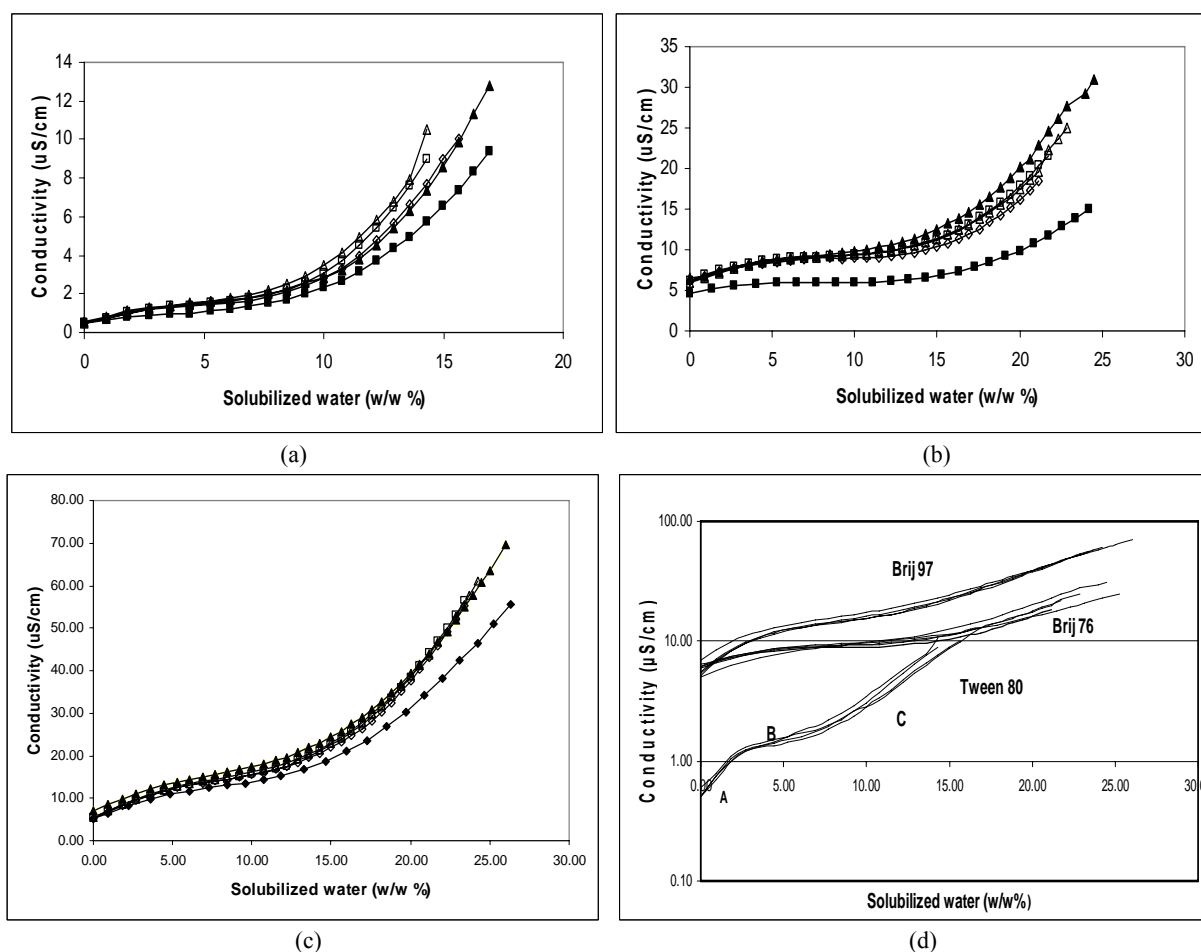 14
12
10
8
6
4
2
0
0 5 10 15 20
Conductivity (uS/cm)
Solubilized water (w/w %)
(a)
35
30
25
20
15
10
5
0
0 5 10 15 20 25 30
Conductivity (uS/cm)
Solubilized water (w/w %)
(b)
80.00
70.00
60.00
50.00
40.00
30.00
20.00
10.00
0.00
0.00 5.00 10.00 15.00 20.00 25.00 30.00
Conductivity (uS/cm)
Solubilized water (w/w %)
(c)
100.00
10.00
1.00
0.10
Brij 97
Brij 76
Tween 80
B
C
A
0.00 5.00 10.00 15.00 20.00 25.00 30.0
Conductivity (µS/cm)
Solubilized water (w/w%)
(d)